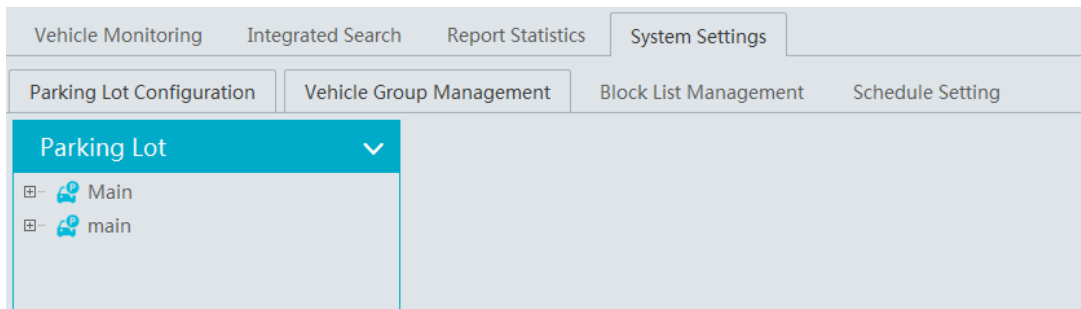 Vehicle Monitoring Integrated Search Report Statistics System Settings
Parking Lot Configuration Vehicle Group Management Block List Management Schedule Setting
Parking Lot
Main
main